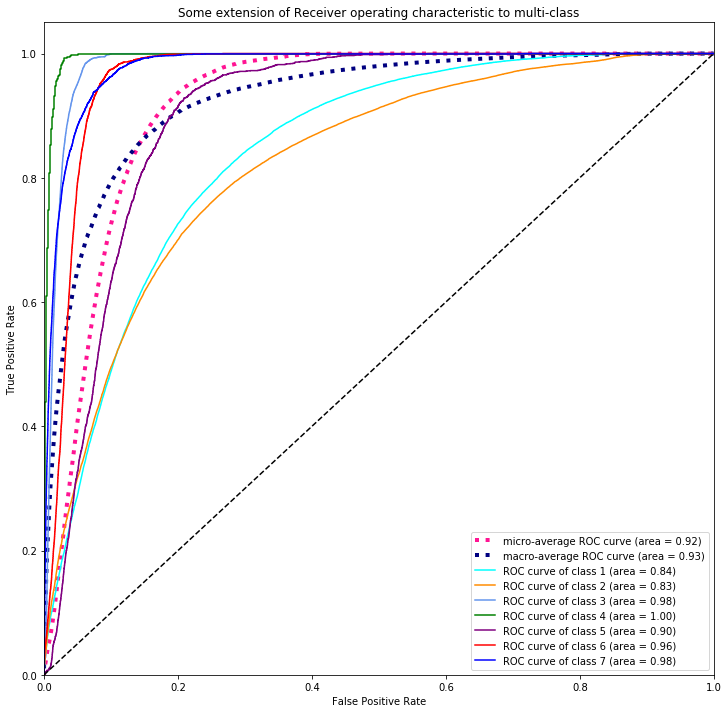 Some extension of Receiver operating characteristic to multi-class
True Positive Rate
1.0
0.8
0.6
0.4
0.2
0.0
0.0 0.2 0.4 0.6 0.8 1.0
False Positive Rate
micro-average ROC curve (area = 0.92)
macro-average ROC curve (area = 0.93)
ROC curve of class 1 (area = 0.84)
ROC curve of class 2 (area = 0.83)
ROC curve of class 3 (area = 0.98)
ROC curve of class 4 (area = 1.00)
ROC curve of class 5 (area = 0.90)
ROC curve of class 6 (area = 0.96)
ROC curve of class 7 (area = 0.98)